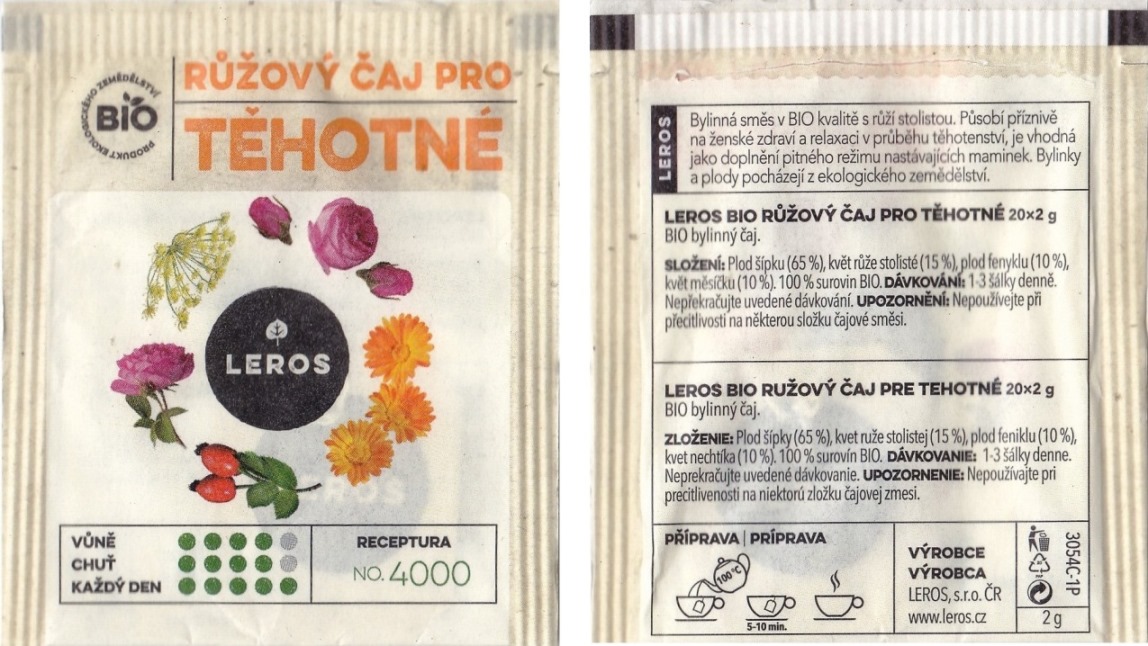 PRODUKT EKOLOGICKÉHO ZEMĚDĚLSTVÍ
BIO
RŮŽOVÝ ČAJ PRO
TĚHOTNÉ
LEROS
VŮNĚ
CHUŤ
KAŽDÝ DEN
RECEPTURA
NO. 4000
LEROS
Bylinná směs v BIO kvalitě s růží stolistou. Působí příznivě
na ženské zdraví a relaxaci v průběhu těhotenství, je vhodná
jako doplnění pitného režimu nastávajících maminek. Bylinky
a plody pocházejí z ekologického zemědělství.
LEROS BIO RŮŽOVÝ ČAJ PRO TĚHOTNÉ 20×2 g
BIO bylinný čaj.
SLOŽENÍ: Plod šípku (65 %), květ růže stolisté (15 %), plod fenyklu (10 %),
květ měsíčku (10 %). 100 % surovin BIO. DÁVKOVÁNÍ: 1-3 šálky denně.
Nepřekračujte uvedené dávkování. UPOZORNĚNÍ: Nepoužívejte při
přecitlivosti na některou složku čajové směsi.
LEROS BIO RUŽOVÝ ČAJ PRE TEHOTNÉ 20×2 g
BIO bylinný čaj.
ZLOŽENIE: Plod šípky (65 %), kvet ruže stolistej (15 %), plod feniklu (10 %),
kvet nechtíka (10 %). 100 % surovín BIO. DÁVKOVANIE: 1-3 šálky denne.
Neprekračujte uvedené dávkovanie. UPOZORNENIE: Nepoužívajte pri
precitlivenosti na niektorú zložku čajovej zmesi.
PŘÍPRAVA | PRÍPRAVA
100 °C
5-10 min.
VÝROBCE
VÝROBCA
LEROS, s.r.o. ČR
www.leros.cz
3054C-1P
2 g